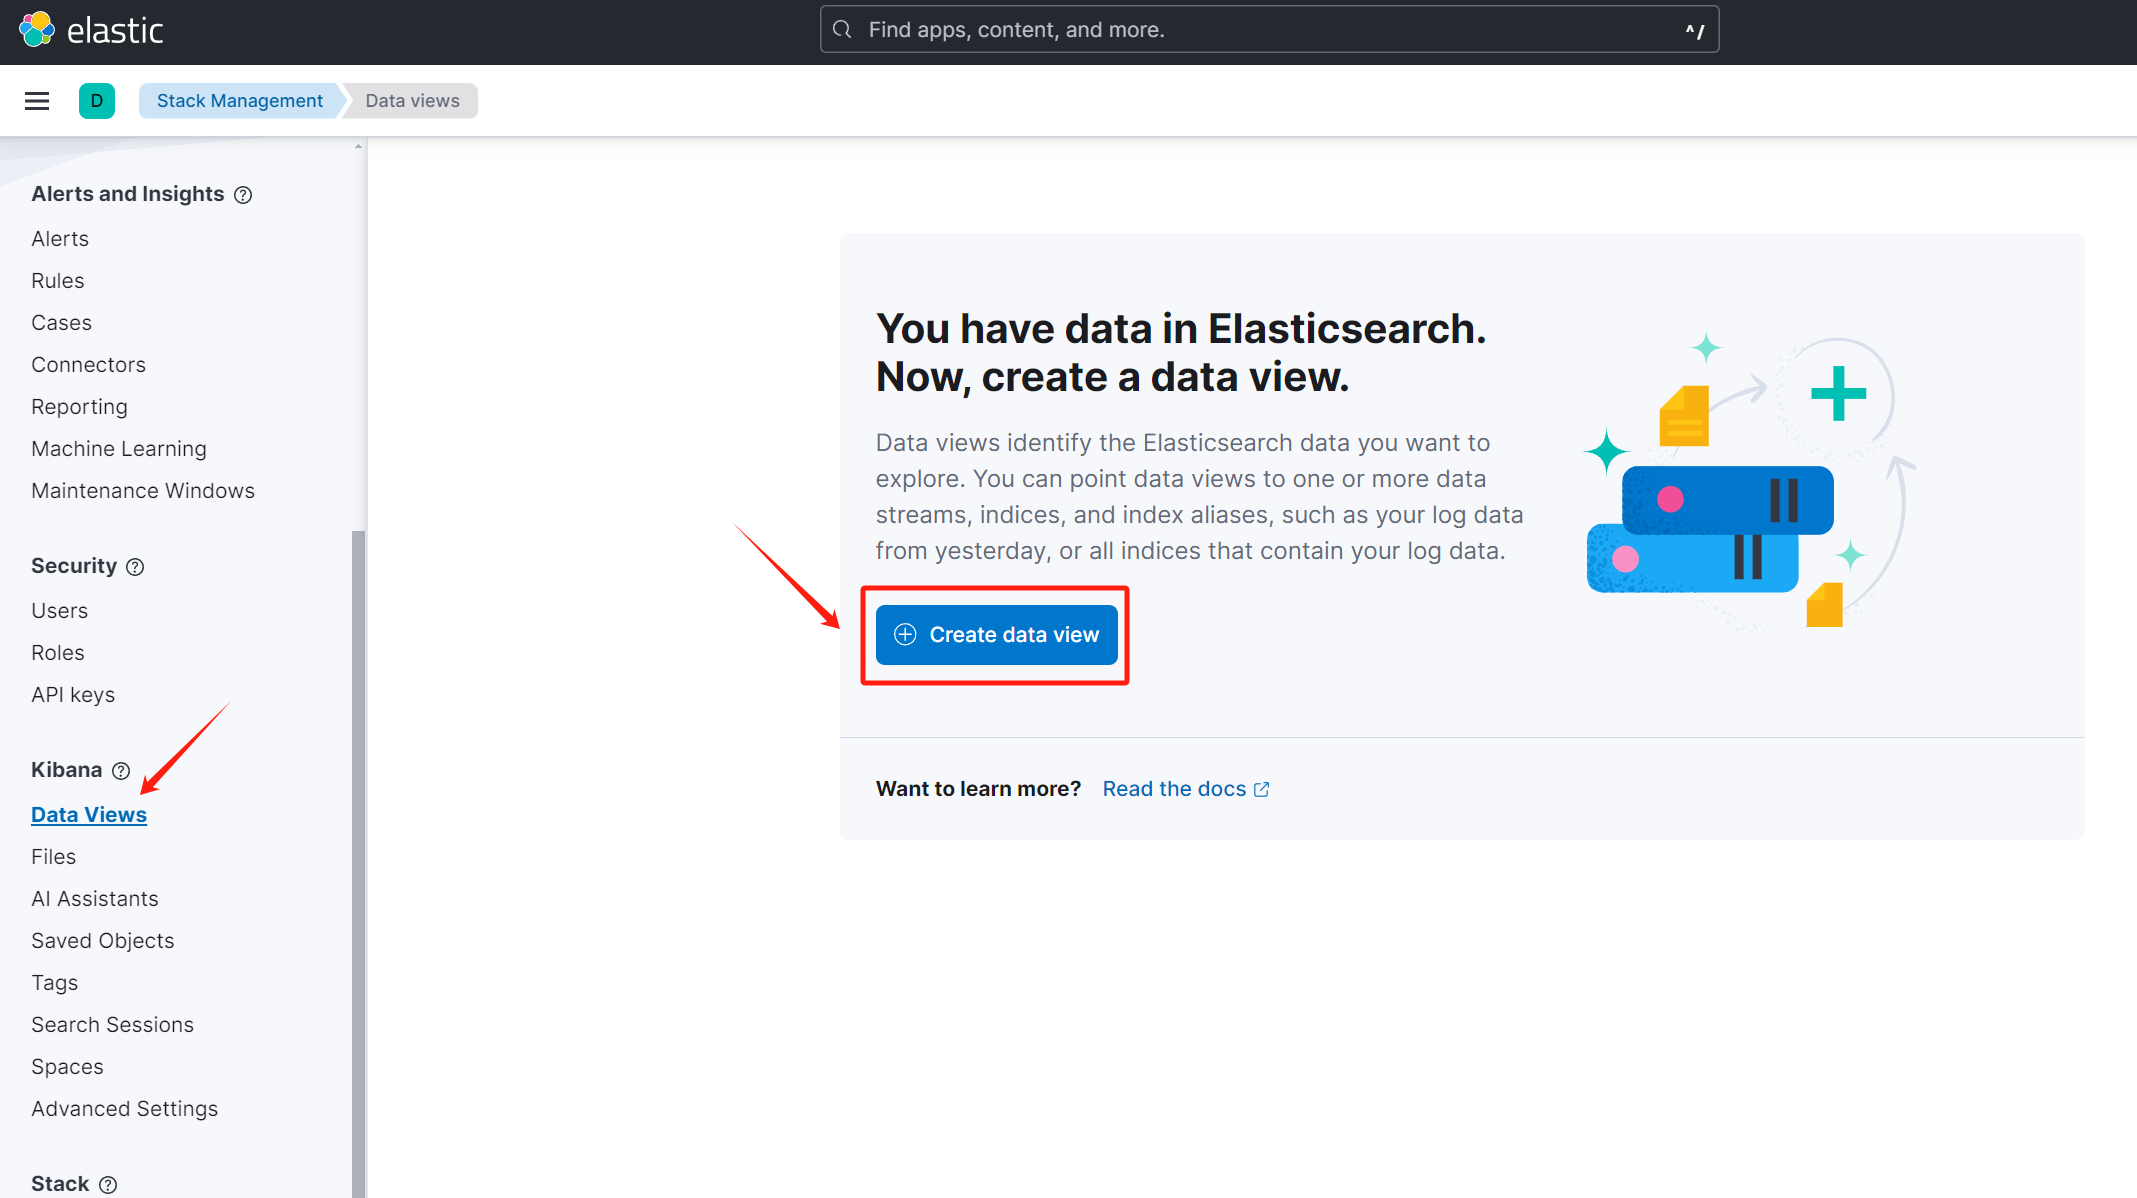 elastic
Find apps, content, and more.
^/
D
Stack Management
Data views
Alerts and Insights
Alerts
Rules
Cases
Connectors
Reporting
Machine Learning
Maintenance Windows
Security
Users
Roles
API keys
Kibana
Data Views
Files
AI Assistants
Saved Objects
Tags
Search Sessions
Spaces
Advanced Settings
Stack
You have data in Elasticsearch.
Now, create a data view.
Data views identify the Elasticsearch data you want to
explore. You can point data views to one or more data
streams, indices, and index aliases, such as your log data
from yesterday, or all indices that contain your log data.
Create data view
Want to learn more? Read the docs